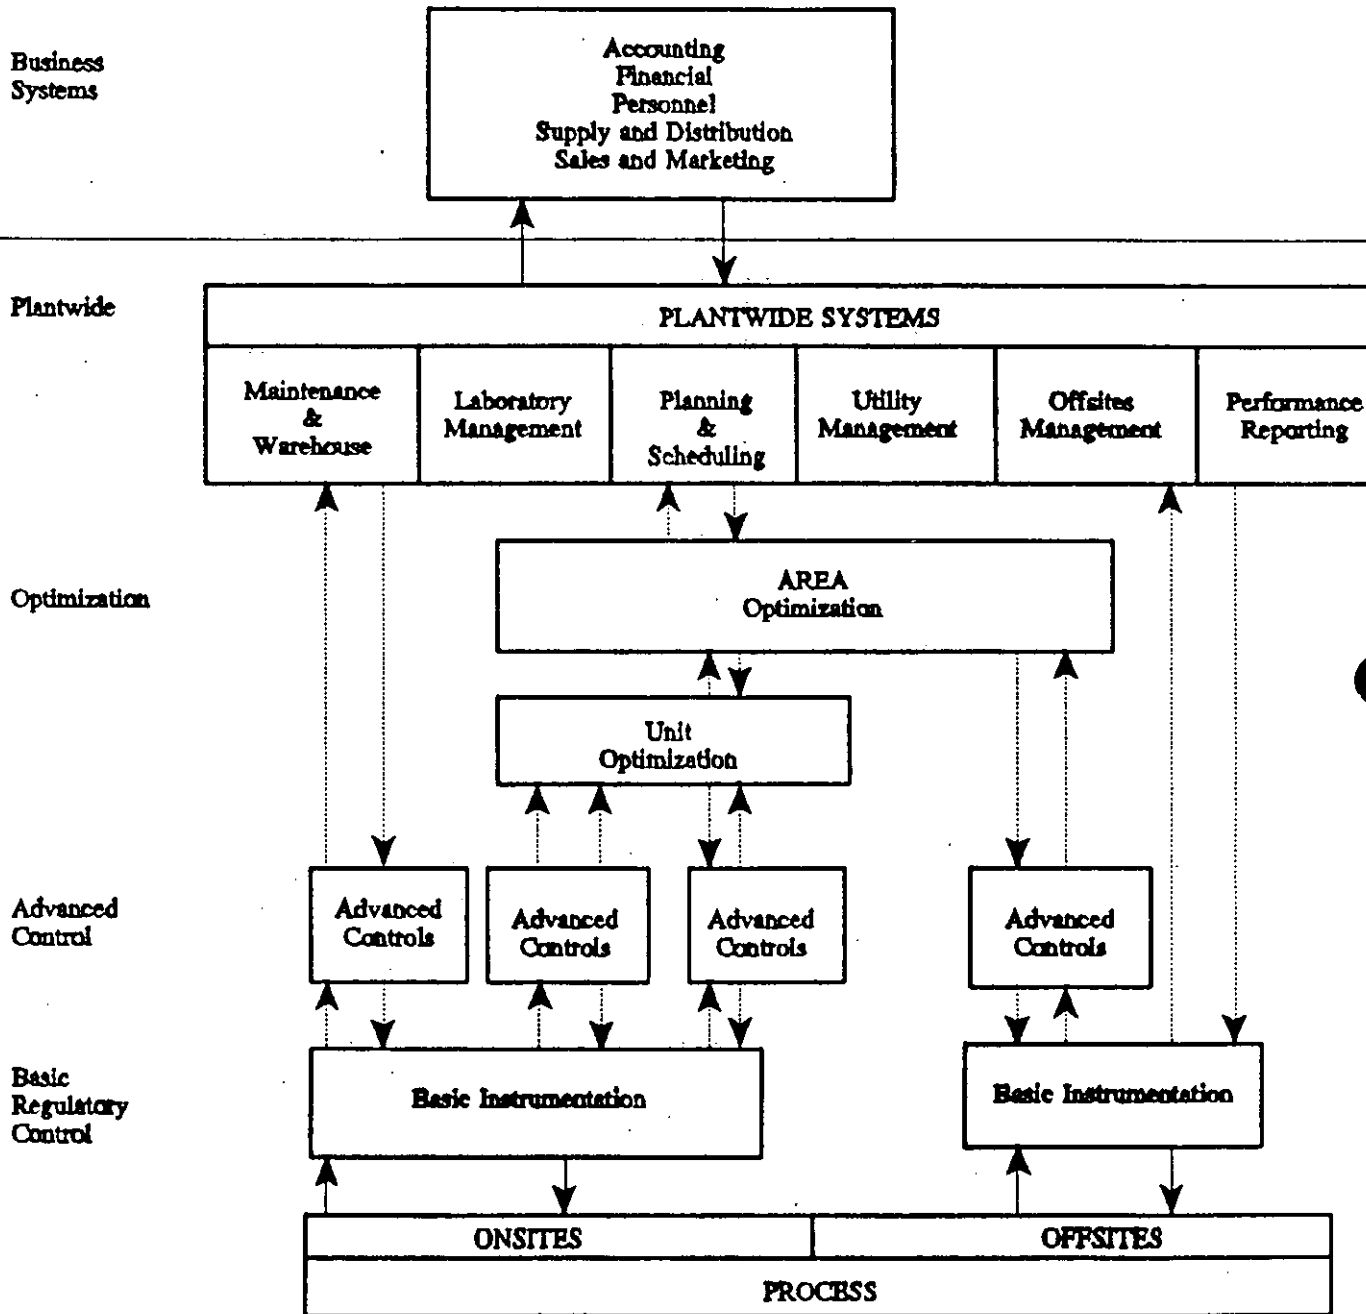 Business
Systems
Accounting
Financial
Personnel
Supply and Distribution
Sales and Marketing
Plantwide
PLANTWIDE SYSTEMS
Maintenance
&
Warehouse
Laboratory
Management
Planning
&
Scheduling
Utility
Management
Offsites
Management
Performance
Reporting
Optimization
AREA
Optimization
Unit
Optimization
Advanced
Control
Advanced
Controls
Advanced
Controls
Advanced
Controls
Advanced
Controls
Basic
Regulatory
Control
Basic Instrumentation
Basic Instrumentation
ONSITES
OFFSITES
PROCESS